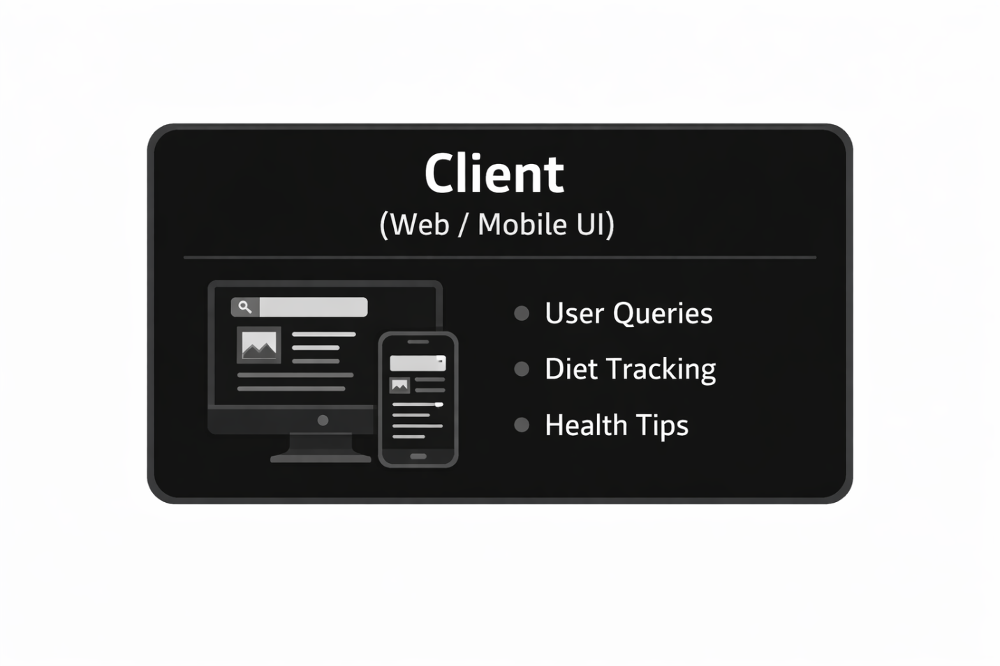 Client
(Web / Mobile UI)
User Queries
Diet Tracking
Health Tips